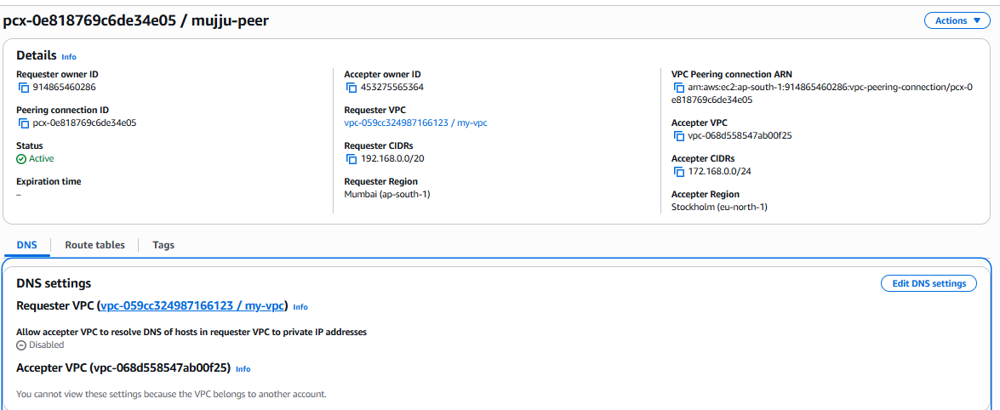 pcx-0e818769c6de34e05 / mujju-peer
Actions
Details Info
Requester owner ID
914865460286
Peering connection ID
pcx-0e818769c6de34e05
Status
Active
Expiration time
–
Accepter owner ID
453275565364
Requester VPC
vpc-059cc324987166123 / my-vpc
Requester CIDRs
192.168.0.0/20
Requester Region
Mumbai (ap-south-1)
VPC Peering connection ARN
arn:aws:ec2:ap-south-1:914865460286:vpc-peering-connection/pcx-0
e818769c6de34e05
Accepter VPC
vpc-068d558547ab00f25
Accepter CIDRs
172.168.0.0/24
Accepter Region
Stockholm (eu-north-1)
DNS
Route tables
Tags
DNS settings
Edit DNS settings
Requester VPC (vpc-059cc324987166123 / my-vpc) Info
Allow accepter VPC to resolve DNS of hosts in requester VPC to private IP addresses
Disabled
Accepter VPC (vpc-068d558547ab00f25) Info
You cannot view these settings because the VPC belongs to another account.